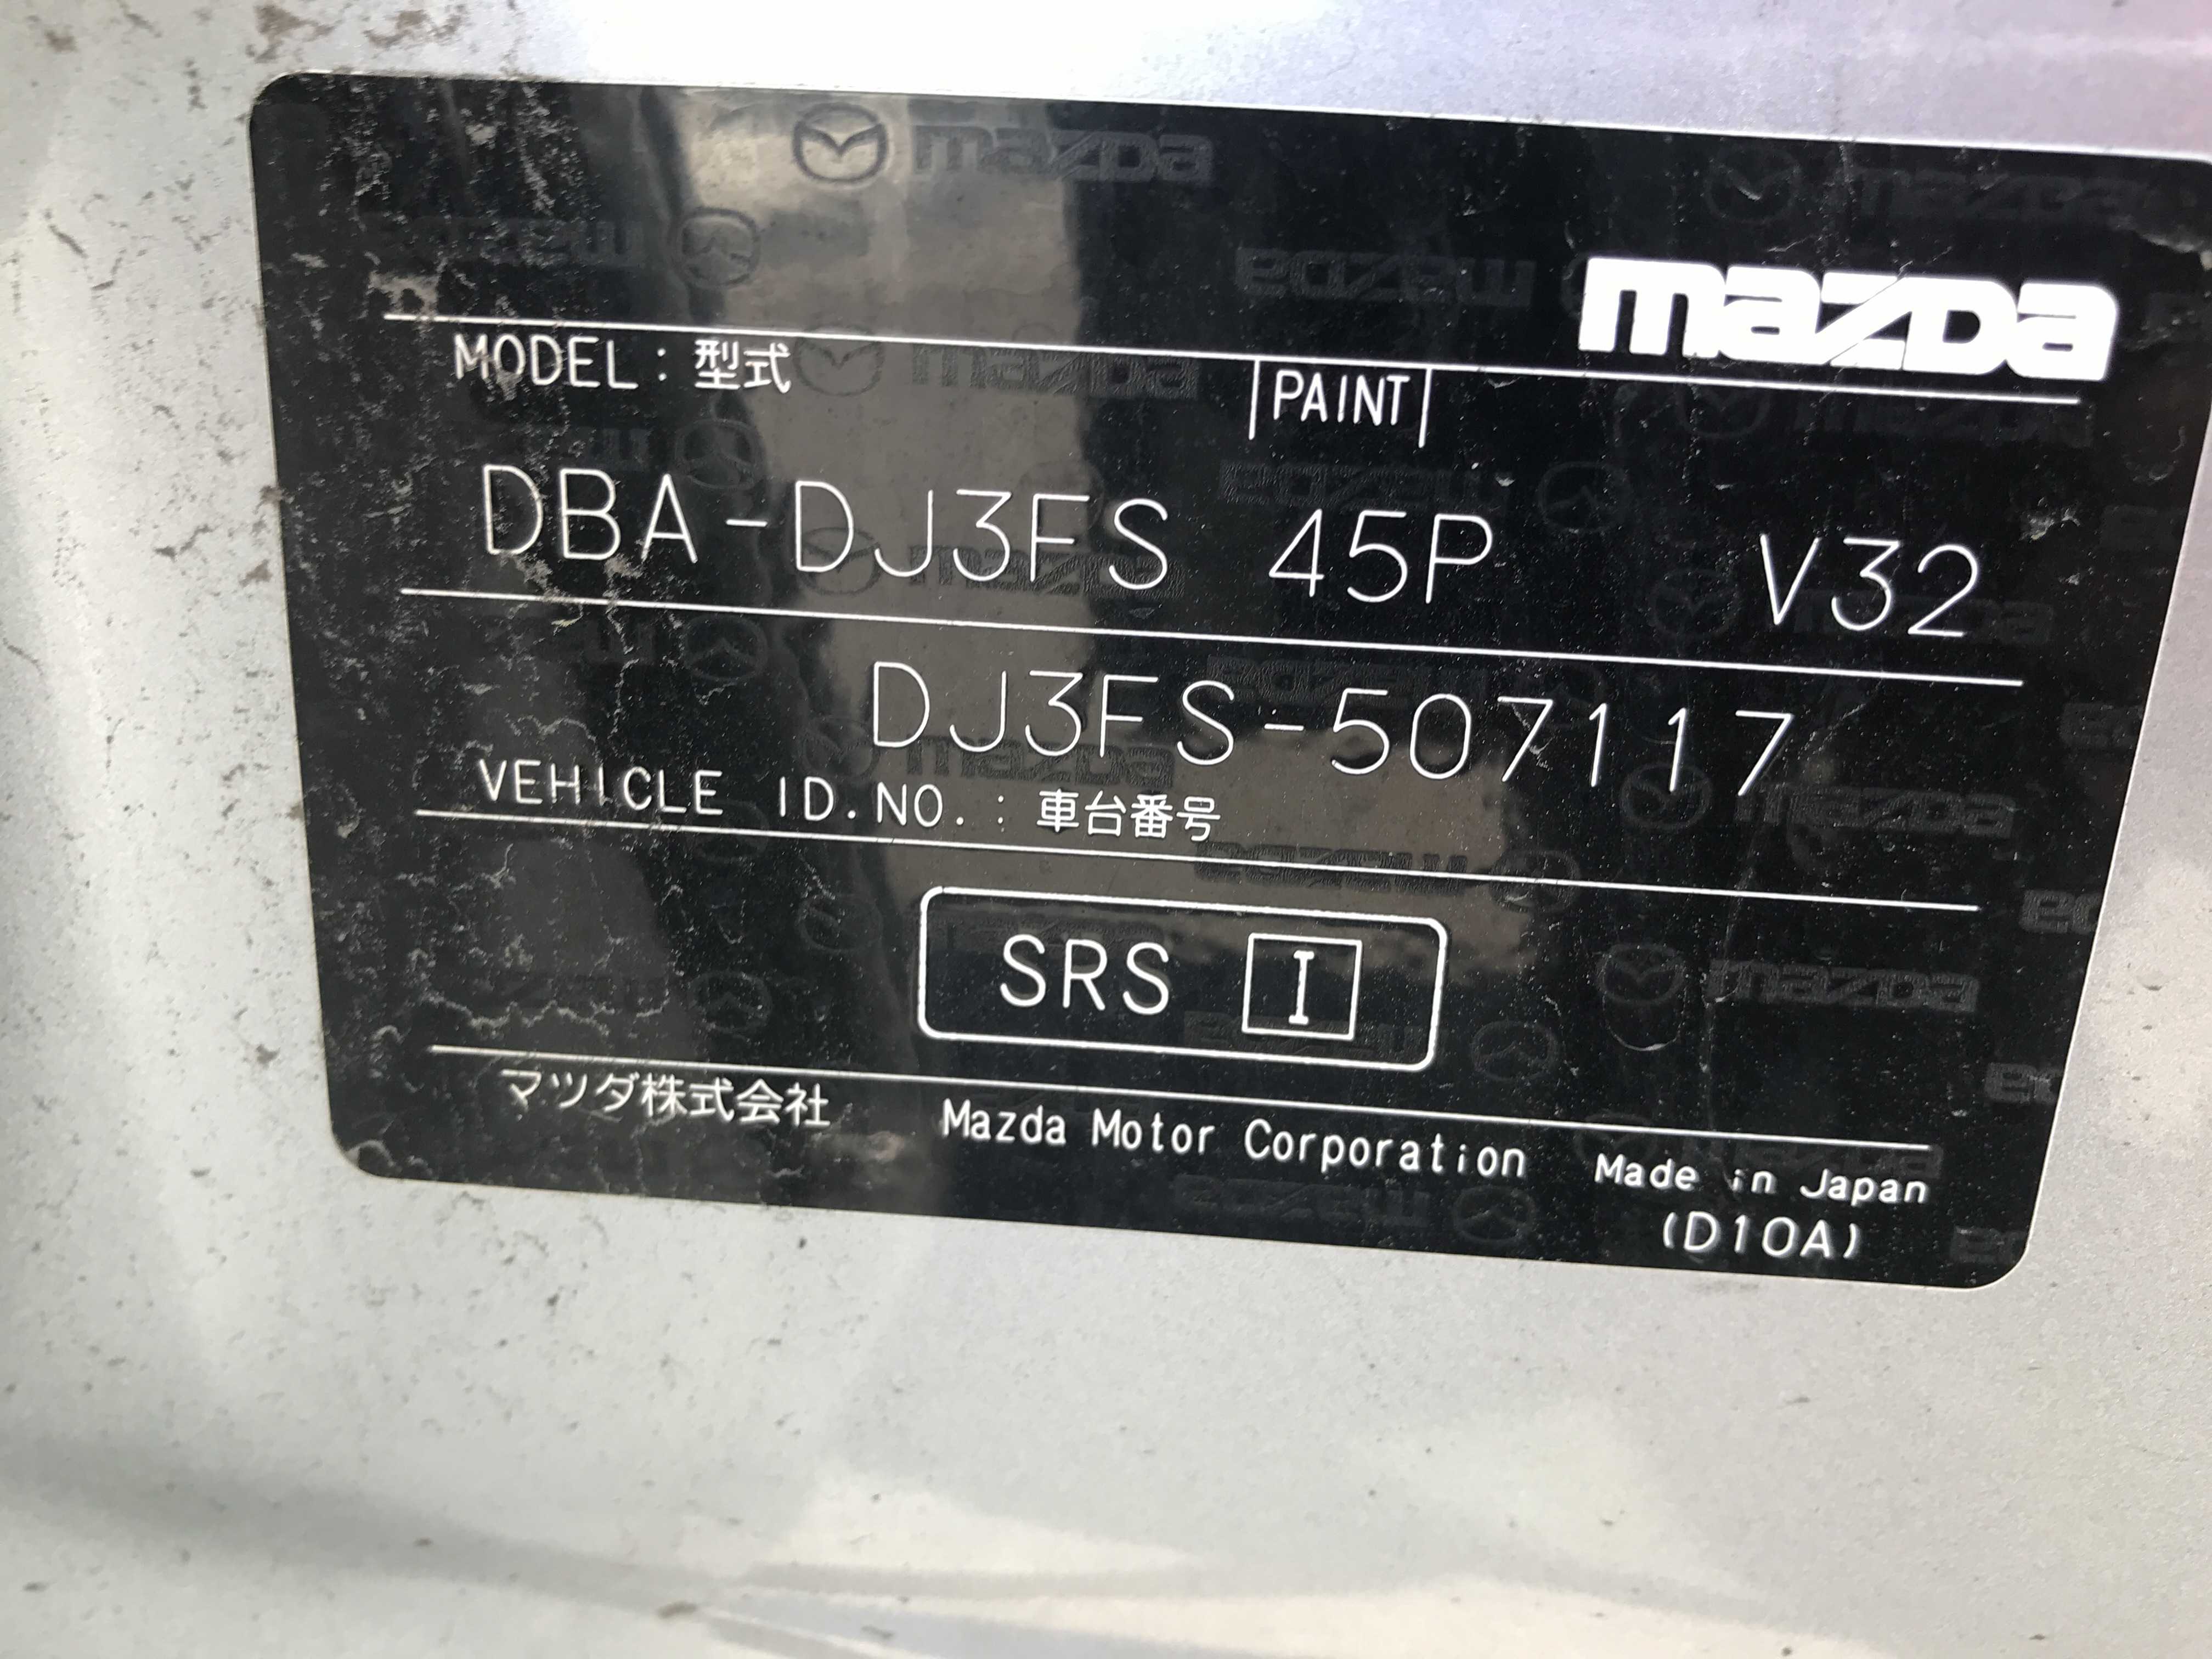 mazda
MODEL : 型式 PAINT
DBA-DJ3FS 45P V32
DJ3FS-507117
VEHICLE ID.NO. : 車台番号
SRS I
マツダ株式会社 Mazda Motor Corporation Made in Japan
(D10A)